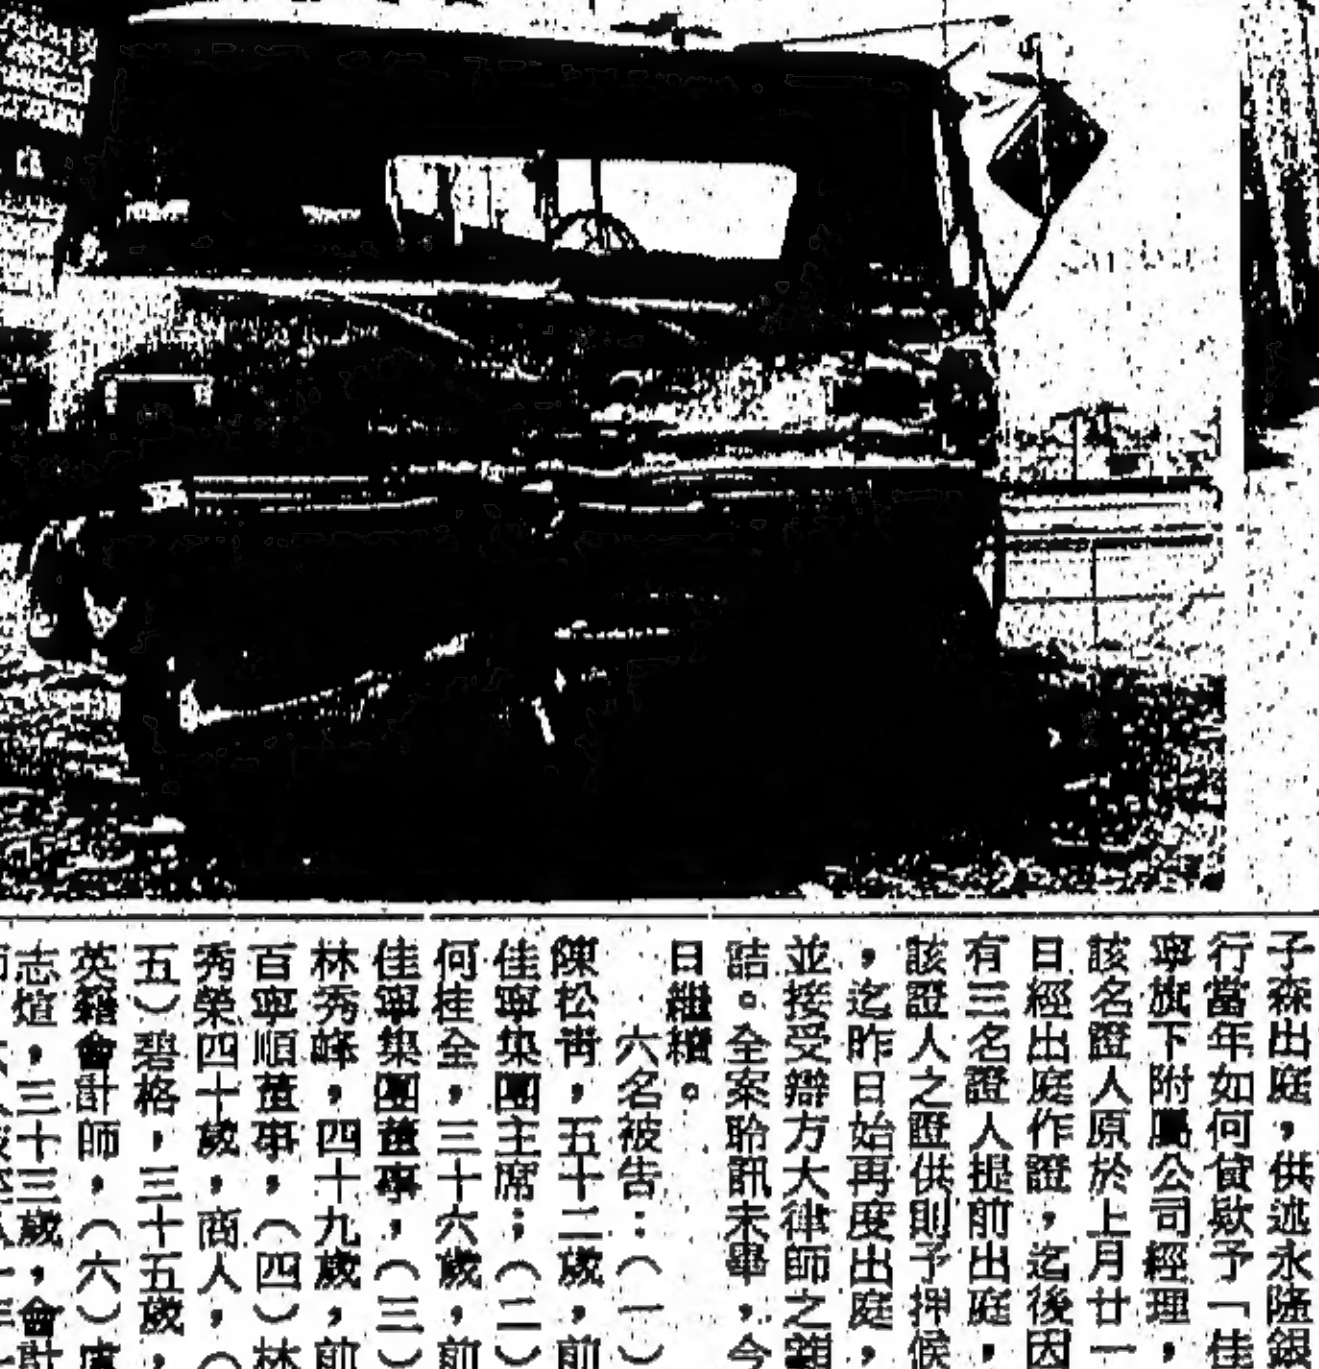 子森出庭，供述永隆銀
行當年如何貸款予「佳
寧旗下附屬公司經理，
該名證人原於上月廿一
日經出庭作證，迄後因
有三名證人提前出庭，
該證人之證供則予押候
，迄昨日始再度出庭，
並接受辯方大律師之
詰。全案聆訊未畢，今
日繼續。
六名被告：（一）
陳松青，五十二歲，前
佳寧集團主席；（二）
何桂全，三十六歲，前
佳寧集團董事，（三）
林秀峰，四十九歲，前
百寧順董事，（四）林
秀榮四十歲，商人，（
五）碧格，三十五歲，
英籍會計師，（六）盧
志煊，三十三歲，會計